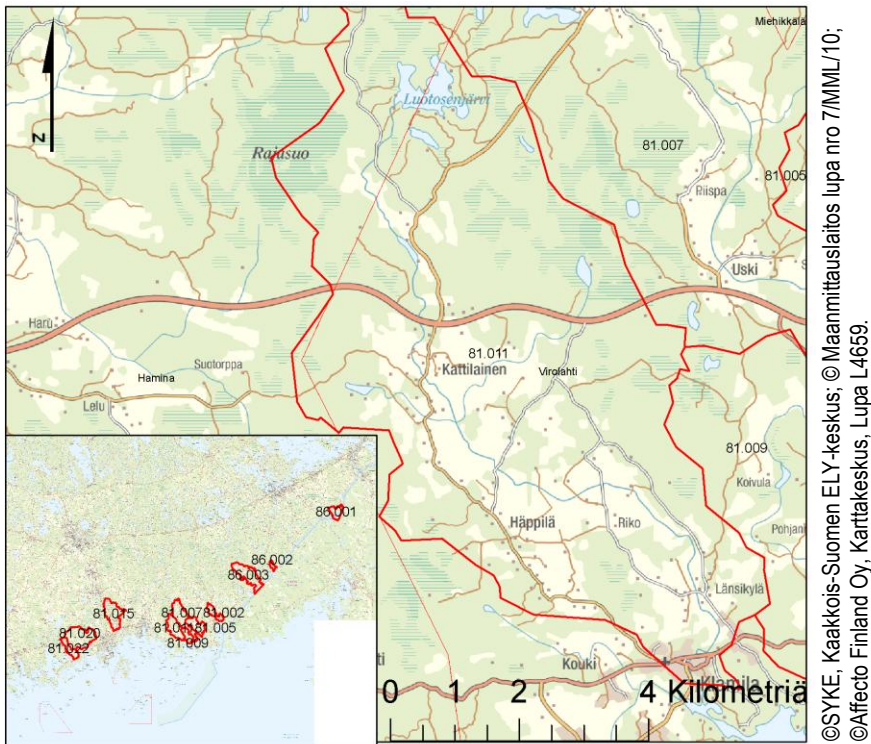 Miehikkälä
Luotosenjärvi
Rajasuo
81.007
81.005
Riispa
Uski
Haru
81.011
Kattilainen
Suotorppa
Hamina
Virolahti
Lelu
81.009
Koivula
Häppilä
Riko
Pohjani
Länsikylä
Kouki
Klamila
0 1 2 4 Kilometriä
N
86.001
86.002
86.003
81.015
81.007
81.002
81.020
81.011
81.005
81.022
81.009
©SYKE, Kaakkois-Suomen ELY-keskus; © Maanmittauslaitos lupa nro 7/MML/10;
©Affecto Finland Oy, Karttakeskus, Lupa L4659.